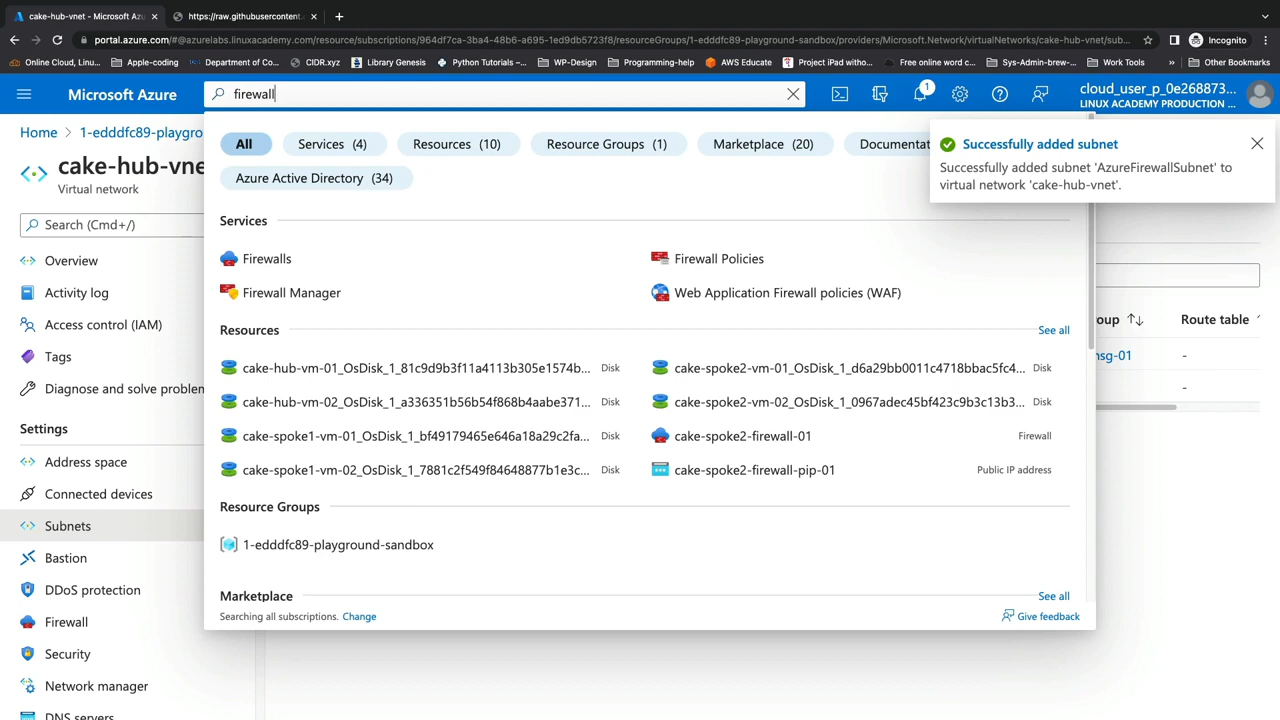 cake-hub-vnet - Microsoft Azu
https://raw.githubusercontent.
portal.azure.com/#@azurelabs.linuxacademy.com/resource/subscriptions/964df7ca-3ba4-48b6-a695-1ed9db5723f8/resourceGroups/1-edddfc89-playground-sandbox/providers/Microsoft.Network/virtualNetworks/cake-hub-vnet/sub...
Incognito
Online Cloud, Linu...
Apple-coding
Department of Co...
CIDR.xyz
Library Genesis
Python Tutorials –...
WP-Design
Programming-help
AWS Educate
Project iPad witho...
Free online word c...
Sys-Admin-brew-...
Work Tools
»
Other Bookmarks
Microsoft Azure
firewall
1
cloud_user_p_0e268873...
LINUX ACADEMY PRODUCTION ...
Home > 1-edddfc89-playgro
cake-hub-vne
Virtual network
Search (Cmd+/)
Overview
Activity log
Access control (IAM)
Tags
Diagnose and solve problen
Settings
Address space
Connected devices
Subnets
Bastion
DDoS protection
Firewall
Security
Network manager
DNS servers
All
Services (4)
Resources (10)
Resource Groups (1)
Marketplace (20)
Documentat
Azure Active Directory (34)
Services
Firewalls
Firewall Policies
Firewall Manager
Web Application Firewall policies (WAF)
Resources
See all
cake-hub-vm-01_OsDisk_1_81c9d9b3f11a4113b305e1574b... Disk
cake-spoke2-vm-01_OsDisk_1_d6a29bb0011c4718bbac5fc4... Disk
cake-hub-vm-02_OsDisk_1_a336351b56b54f868b4aabe371... Disk
cake-spoke2-vm-02_OsDisk_1_0967adec45bf423c9b3c13b3... Disk
cake-spoke1-vm-01_OsDisk_1_bf49179465e646a18a29c2fa... Disk
cake-spoke2-firewall-01 Firewall
cake-spoke1-vm-02_OsDisk_1_7881c2f549f84648877b1e3c... Disk
cake-spoke2-firewall-pip-01 Public IP address
Resource Groups
1-edddfc89-playground-sandbox
Marketplace
See all
Searching all subscriptions. Change
Give feedback
Successfully added subnet
Successfully added subnet 'AzureFirewallSubnet' to
virtual network 'cake-hub-vnet'.
oup ↑↓ Route table
nsg-01 -
-